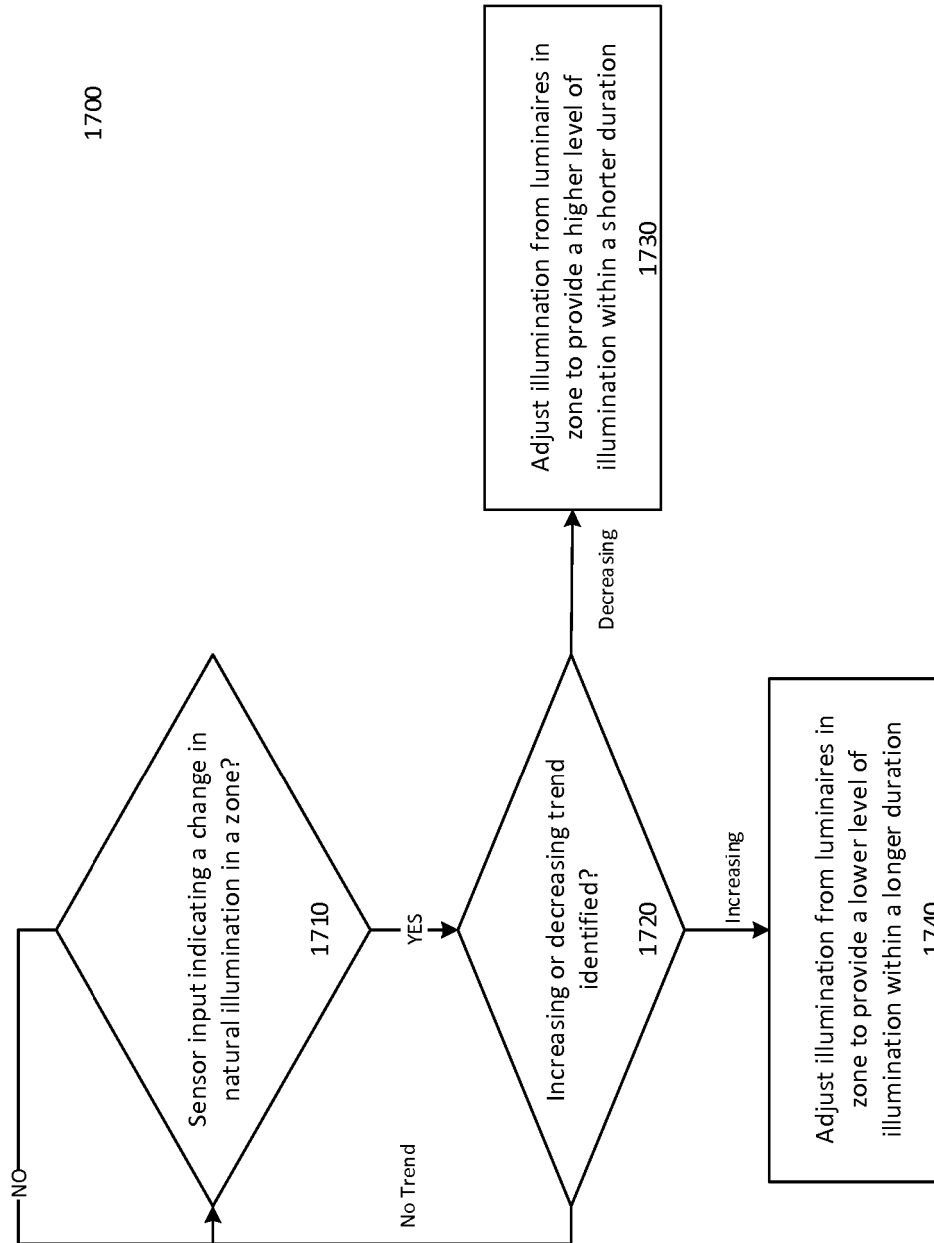 1700
NO
Sensor input indicating a change in
natural illumination in a zone?
1710
YES
No Trend
Increasing or decreasing trend
identified?
1720
Decreasing
Adjust illumination from luminaires in
zone to provide a higher level of
illumination within a shorter duration
1730
Increasing
Adjust illumination from luminaires in
zone to provide a lower level of
illumination within a longer duration
1740